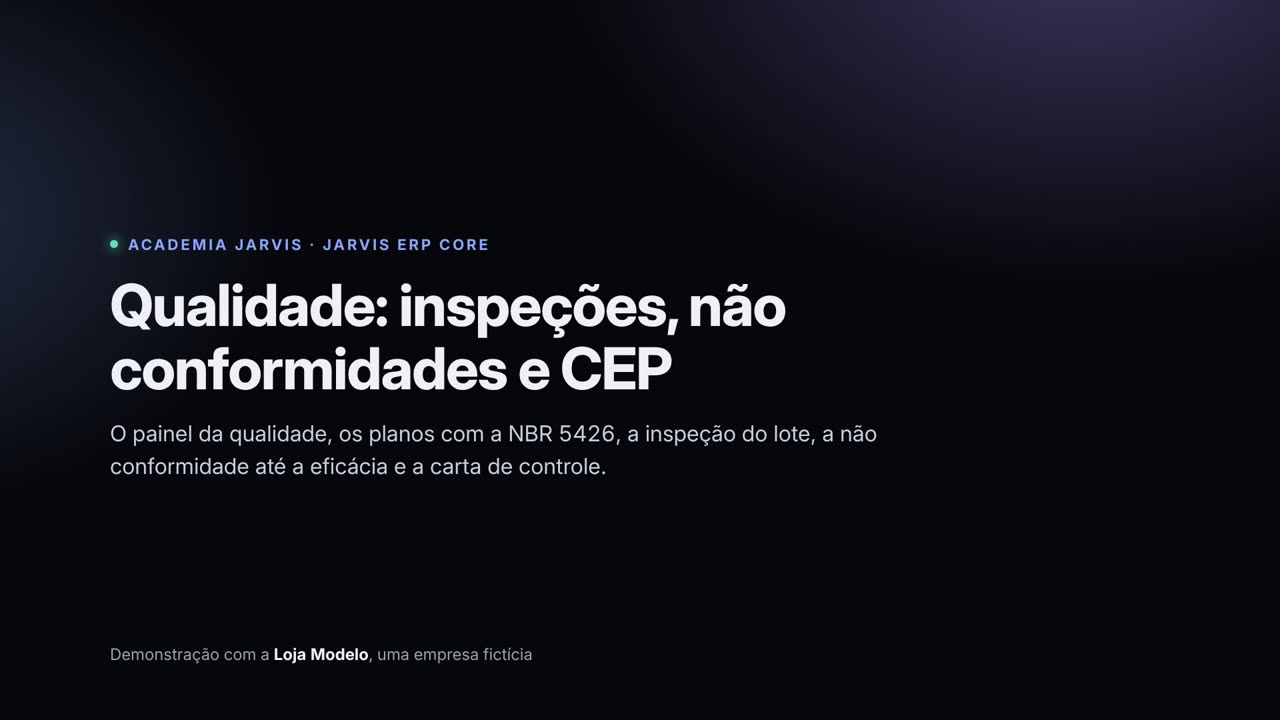 ACADEMIA JARVIS · JARVIS ERP CORE
Qualidade: inspeções, não
conformidades e CEP
O painel da qualidade, os planos com a NBR 5426, a inspeção do lote, a não
conformidade até a eficácia e a carta de controle.
Demonstração com a Loja Modelo, uma empresa fictícia